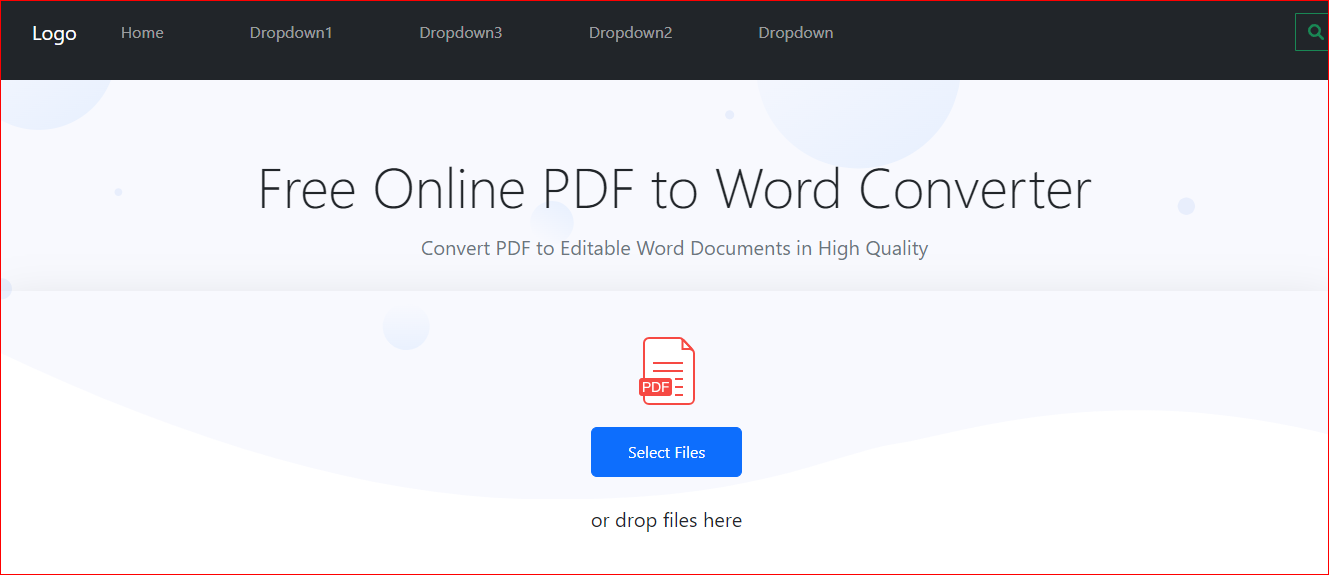 Logo Home Dropdown1 Dropdown3 Dropdown2 Dropdown
Free Online PDF to Word Converter
Convert PDF to Editable Word Documents in High Quality
PDF
Select Files
or drop files here